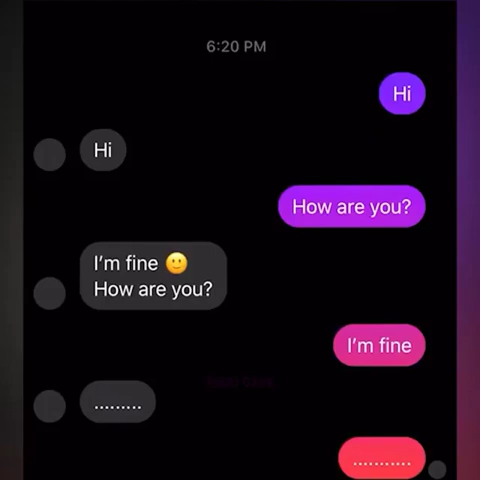 6:20 PM
Hi
Hi
How are you?
I'm fine 🙂
How are you?
I'm fine
.........
...........